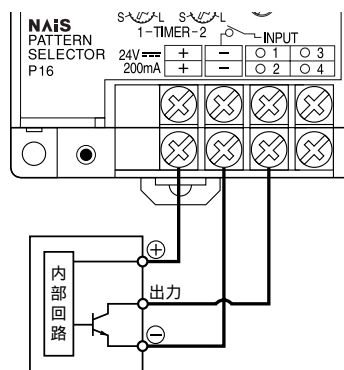 S L S L
1-TIMER-2
NAiS
PATTERN
SELECTOR
P16
24V
200mA
+ −
+ −
INPUT
1 3
2 4
⊕
内部回路
出力
⊖